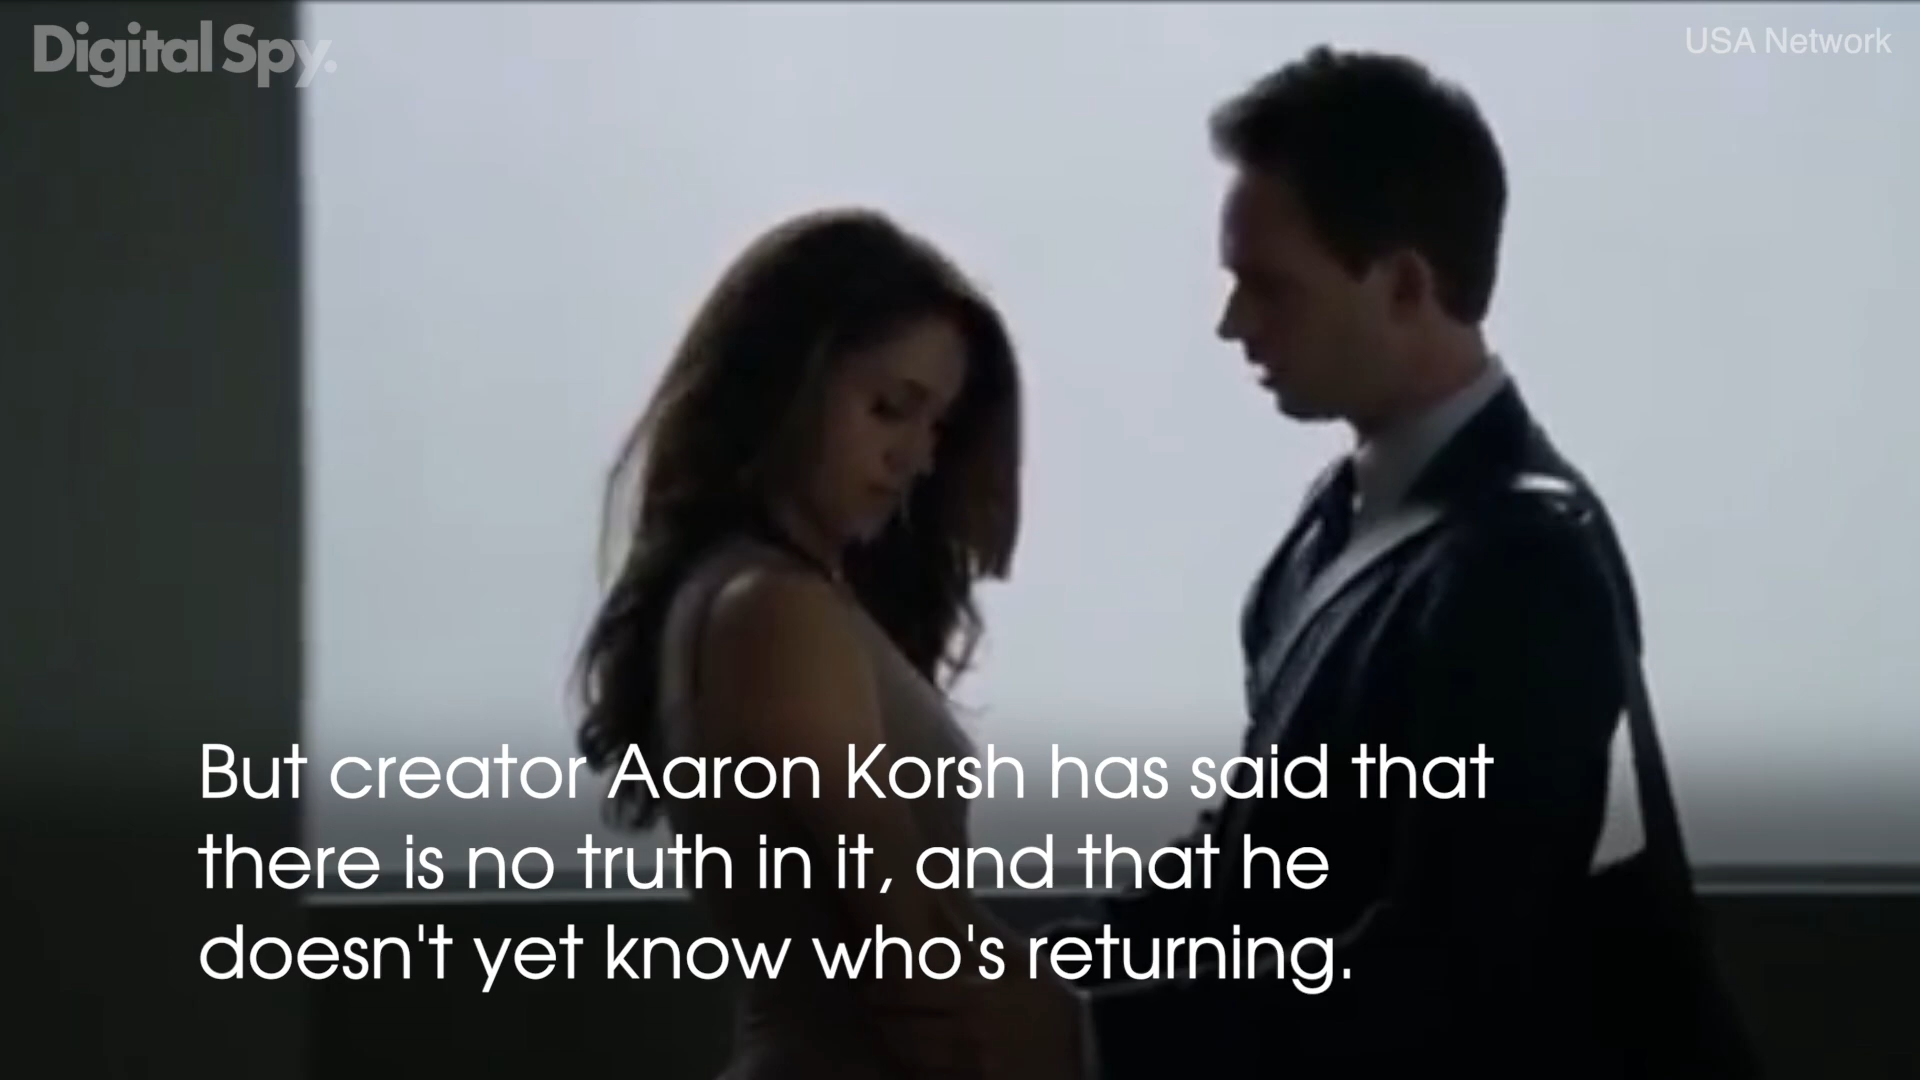 Digital Spy.
USA Network
But creator Aaron Korsh has said that
there is no truth in it, and that he
doesn't yet know who's returning.